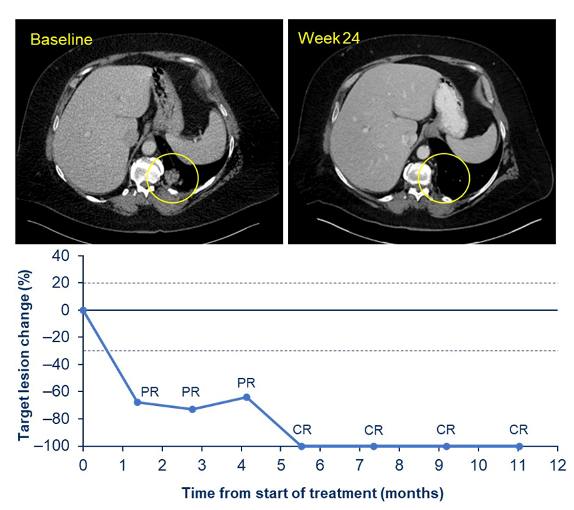 Baseline
Week 24
Target lesion change (%)
40
20
0
–20
–40
–60
–80
–100
PR
PR
PR
CR
CR
CR
CR
0 1 2 3 4 5 6 7 8 9 10 11 12
Time from start of treatment (months)